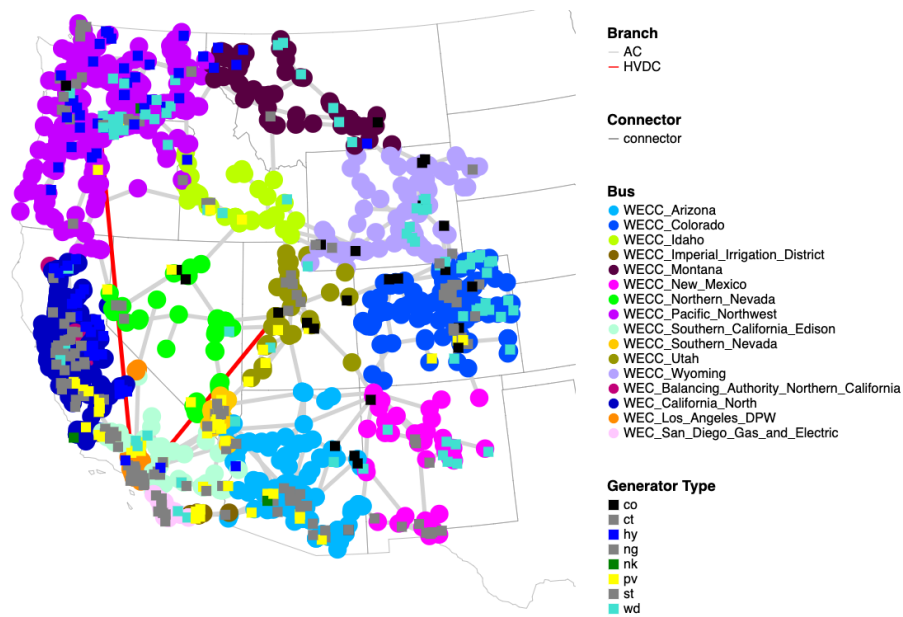 Branch
AC
HVDC
Connector
connector
Bus
WECC_Arizona
WECC_Colorado
WECC_Idaho
WECC_Imperial_Irrigation_District
WECC_Montana
WECC_New_Mexico
WECC_Northern_Nevada
WECC_Pacific_Northwest
WECC_Southern_California_Edison
WECC_Southern_Nevada
WECC_Utah
WECC_Wyoming
WEC_Balancing_Authority_Northern_California
WEC_California_North
WEC_Los_Angeles_DPW
WEC_San_Diego_Gas_and_Electric
Generator Type
co
ct
hy
ng
nk
pv
st
wd